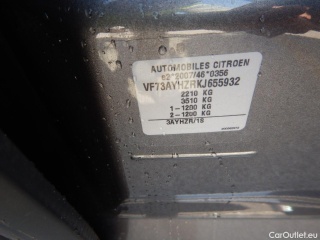 AUTOMOBILES CITROEN
e2*2007/46*0356
VF73AYHZRKJ655932
2210 KG
3510 KG
1-1200 KG
2-1200 KG
3AYHZR/18
CarOutlet.eu